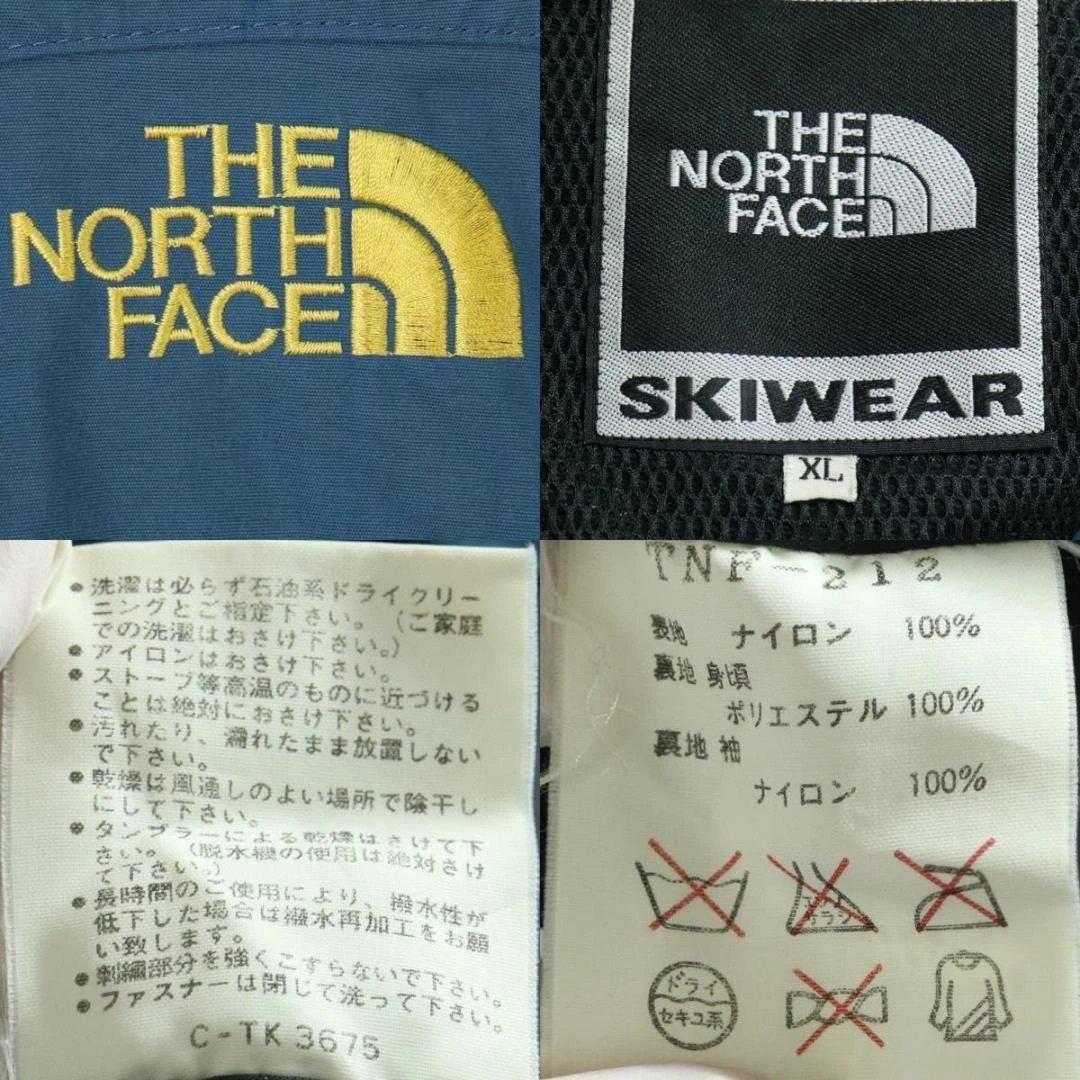 THE
NORTH
FACE
THE
NORTH
FACE
SKIWEAR
XL
● 洗濯は必らず石油系ドライクリー
ニングとご指定下さい。(ご家庭
での洗濯はおさけ下さい。)
● アイロンはおさけ下さい。
● ストーブ等高温のものに近づける
ことは絶対におさけ下さい。
● 汚れたり、濡れたまま放置しない
で下さい。
● 乾燥は風通しのよい場所で陰干し
にして下さい。
● タンブラーによる乾燥はさけて下
さい。(脱水機の使用は絶対さけ
て下さい。)
● 長時間のご使用により、撥水性が
低下した場合は撥水再加工をお願
い致します。
● 刺繍部分を強くこすらないで下さい。
● ファスナーは閉じて洗って下さい。
C-TK 3675
TNF-212
表地 ナイロン 100%
裏地 身頃
ポリエステル 100%
裏地 袖
ナイロン 100%
エンソ
サラシ
ドライ
セキユ系